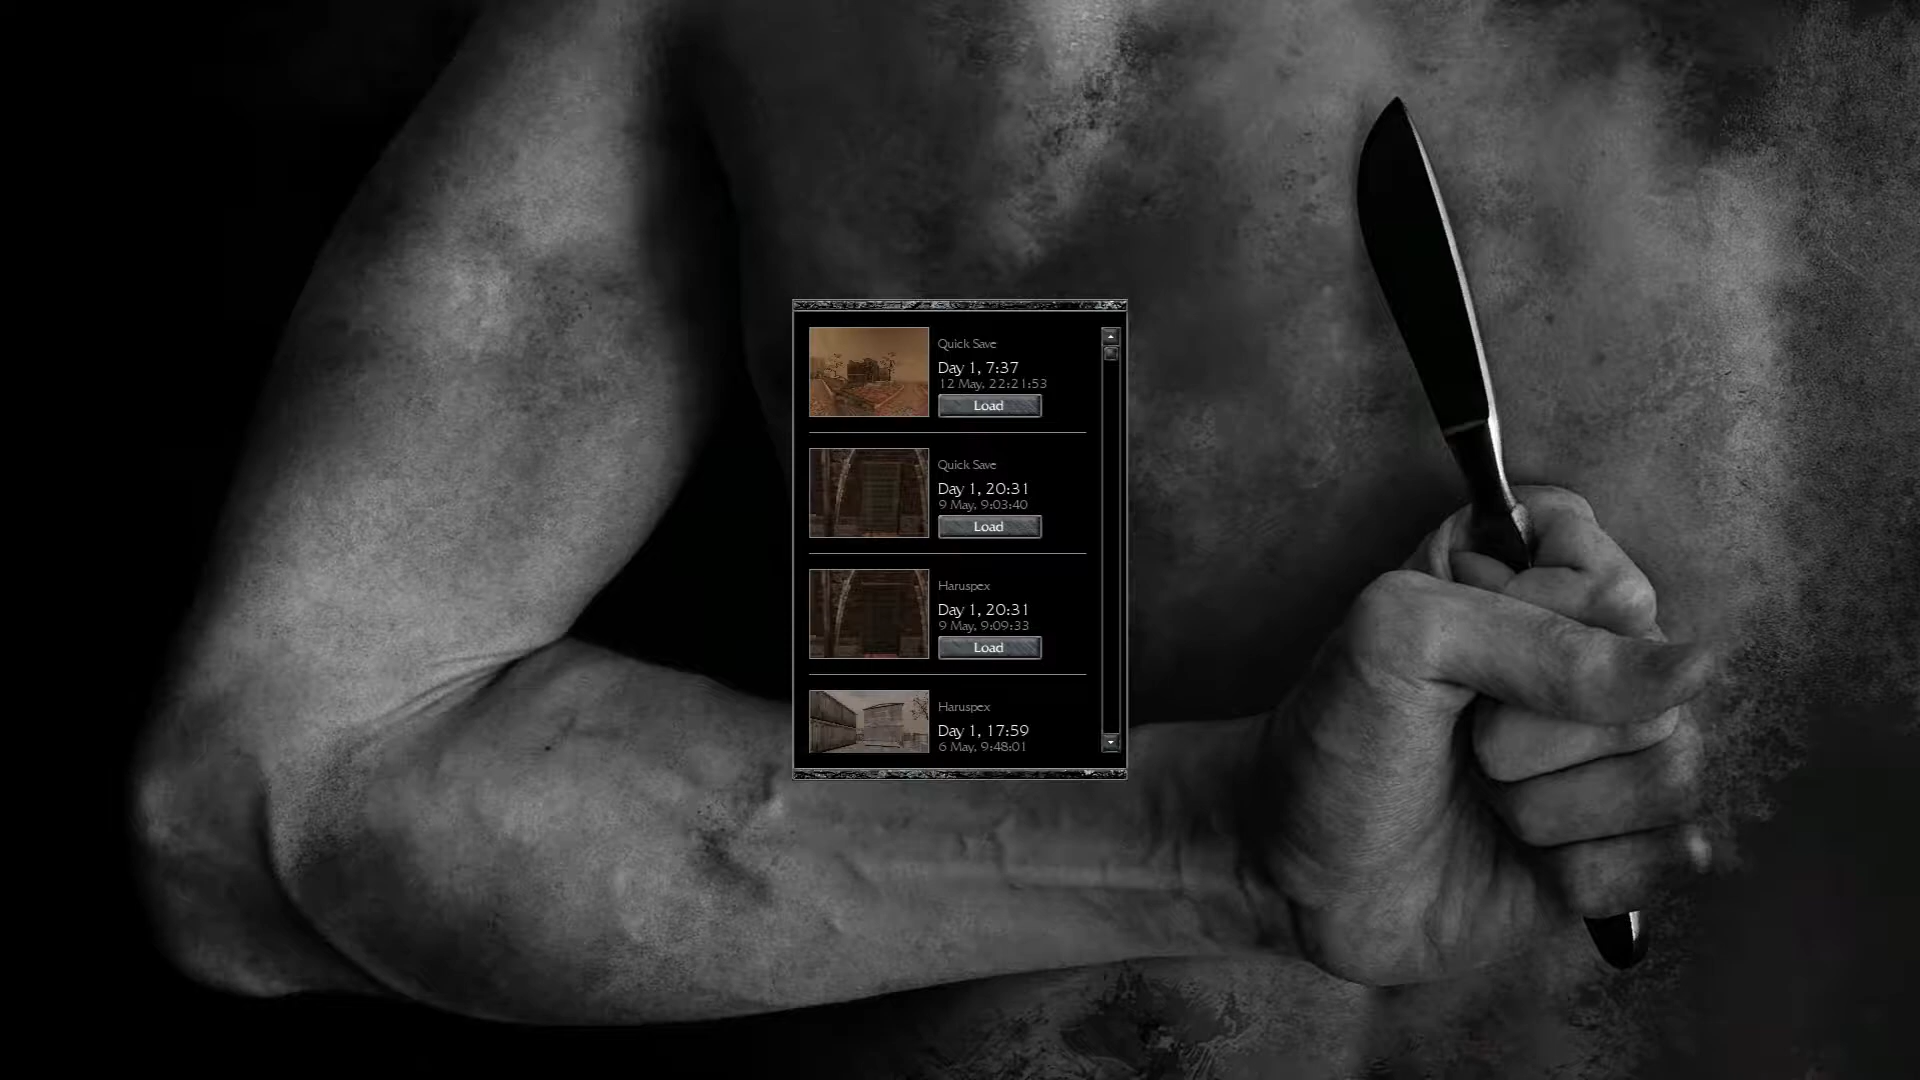 Quick Save
Day 1, 7:37
12 May, 22:21:53
Load
Quick Save
Day 1, 20:31
9 May, 9:03:40
Load
Haruspex
Day 1, 20:31
9 May, 9:09:33
Load
Haruspex
Day 1, 17:59
6 May, 9:48:01